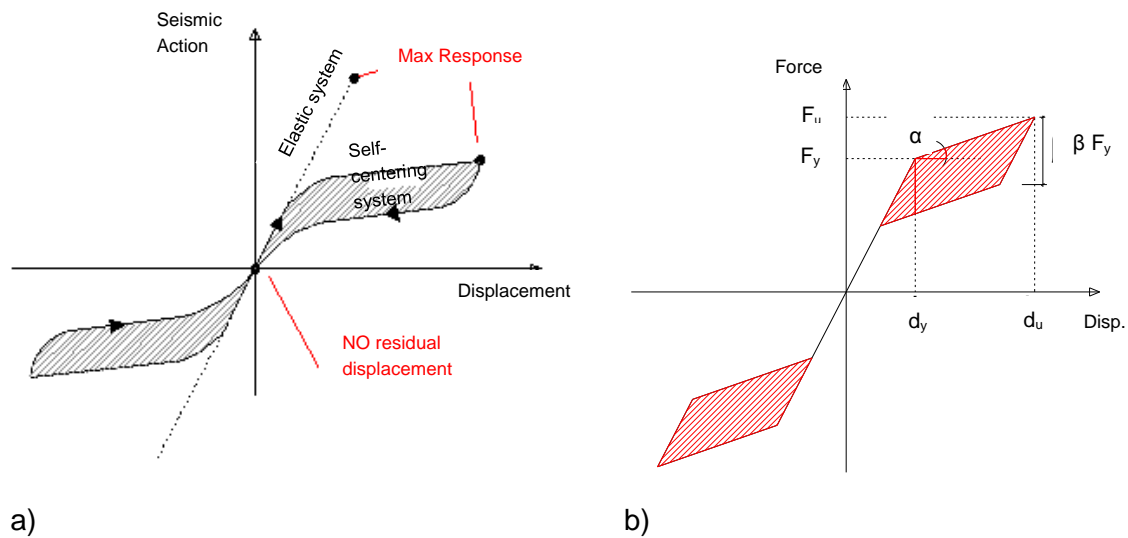 Seismic
Action
Max Response
Elastic system
Self-
centering
system
Displacement
NO residual
displacement
a)
Force
Fᵤ
α
Fy
β Fy
dy
dᵤ
Disp.
b)